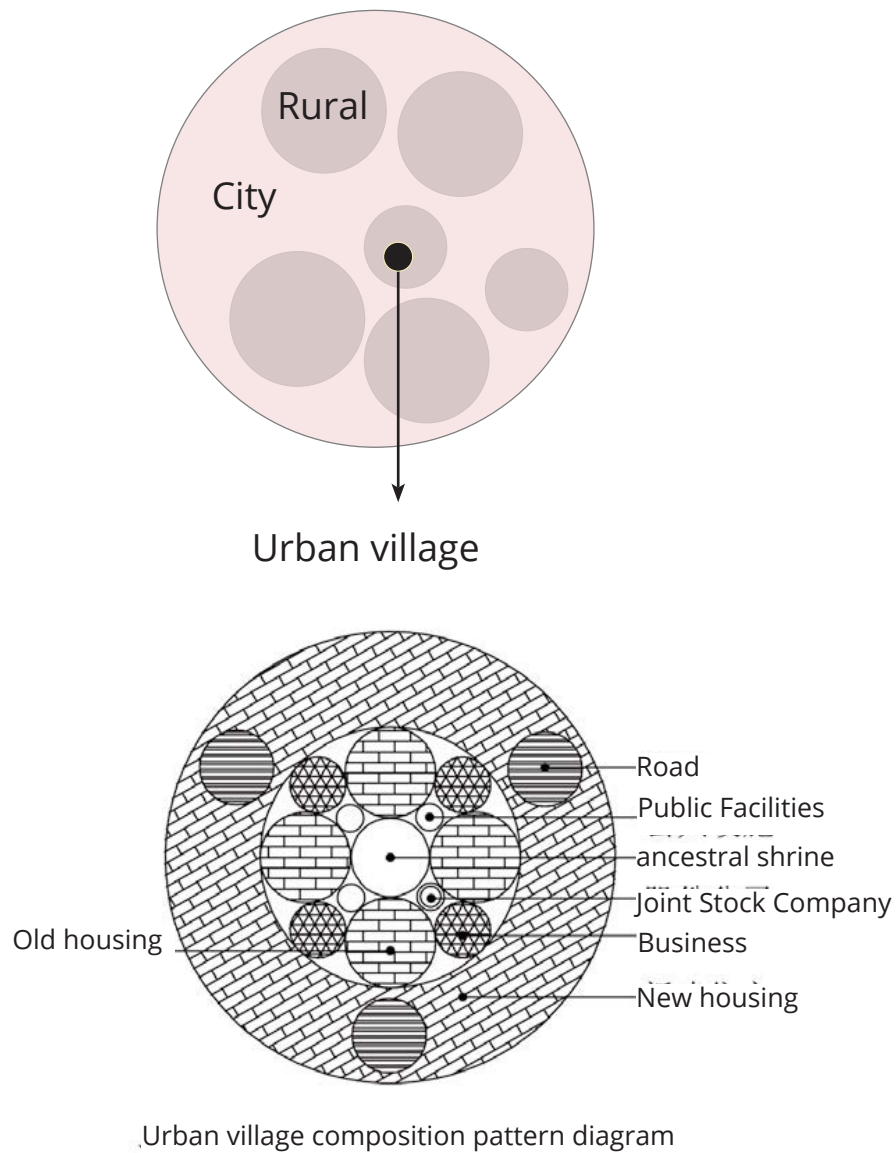 Rural
City
Urban village
Road
Public Facilities
ancestral shrine
Joint Stock Company
Old housing
Business
New housing
Urban village composition pattern diagram